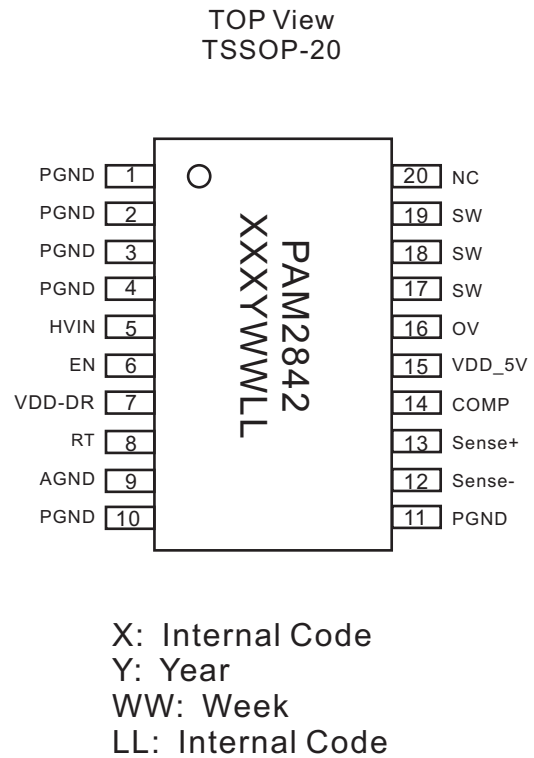 TOP View
TSSOP-20
PGND 1
PGND 2
PGND 3
PGND 4
HVIN 5
EN 6
VDD-DR 7
RT 8
AGND 9
PGND 10
PAM2842
XXXYWWLL
20 NC
19 SW
18 SW
17 SW
16 OV
15 VDD_5V
14 COMP
13 Sense+
12 Sense-
11 PGND
X: Internal Code
Y: Year
WW: Week
LL: Internal Code